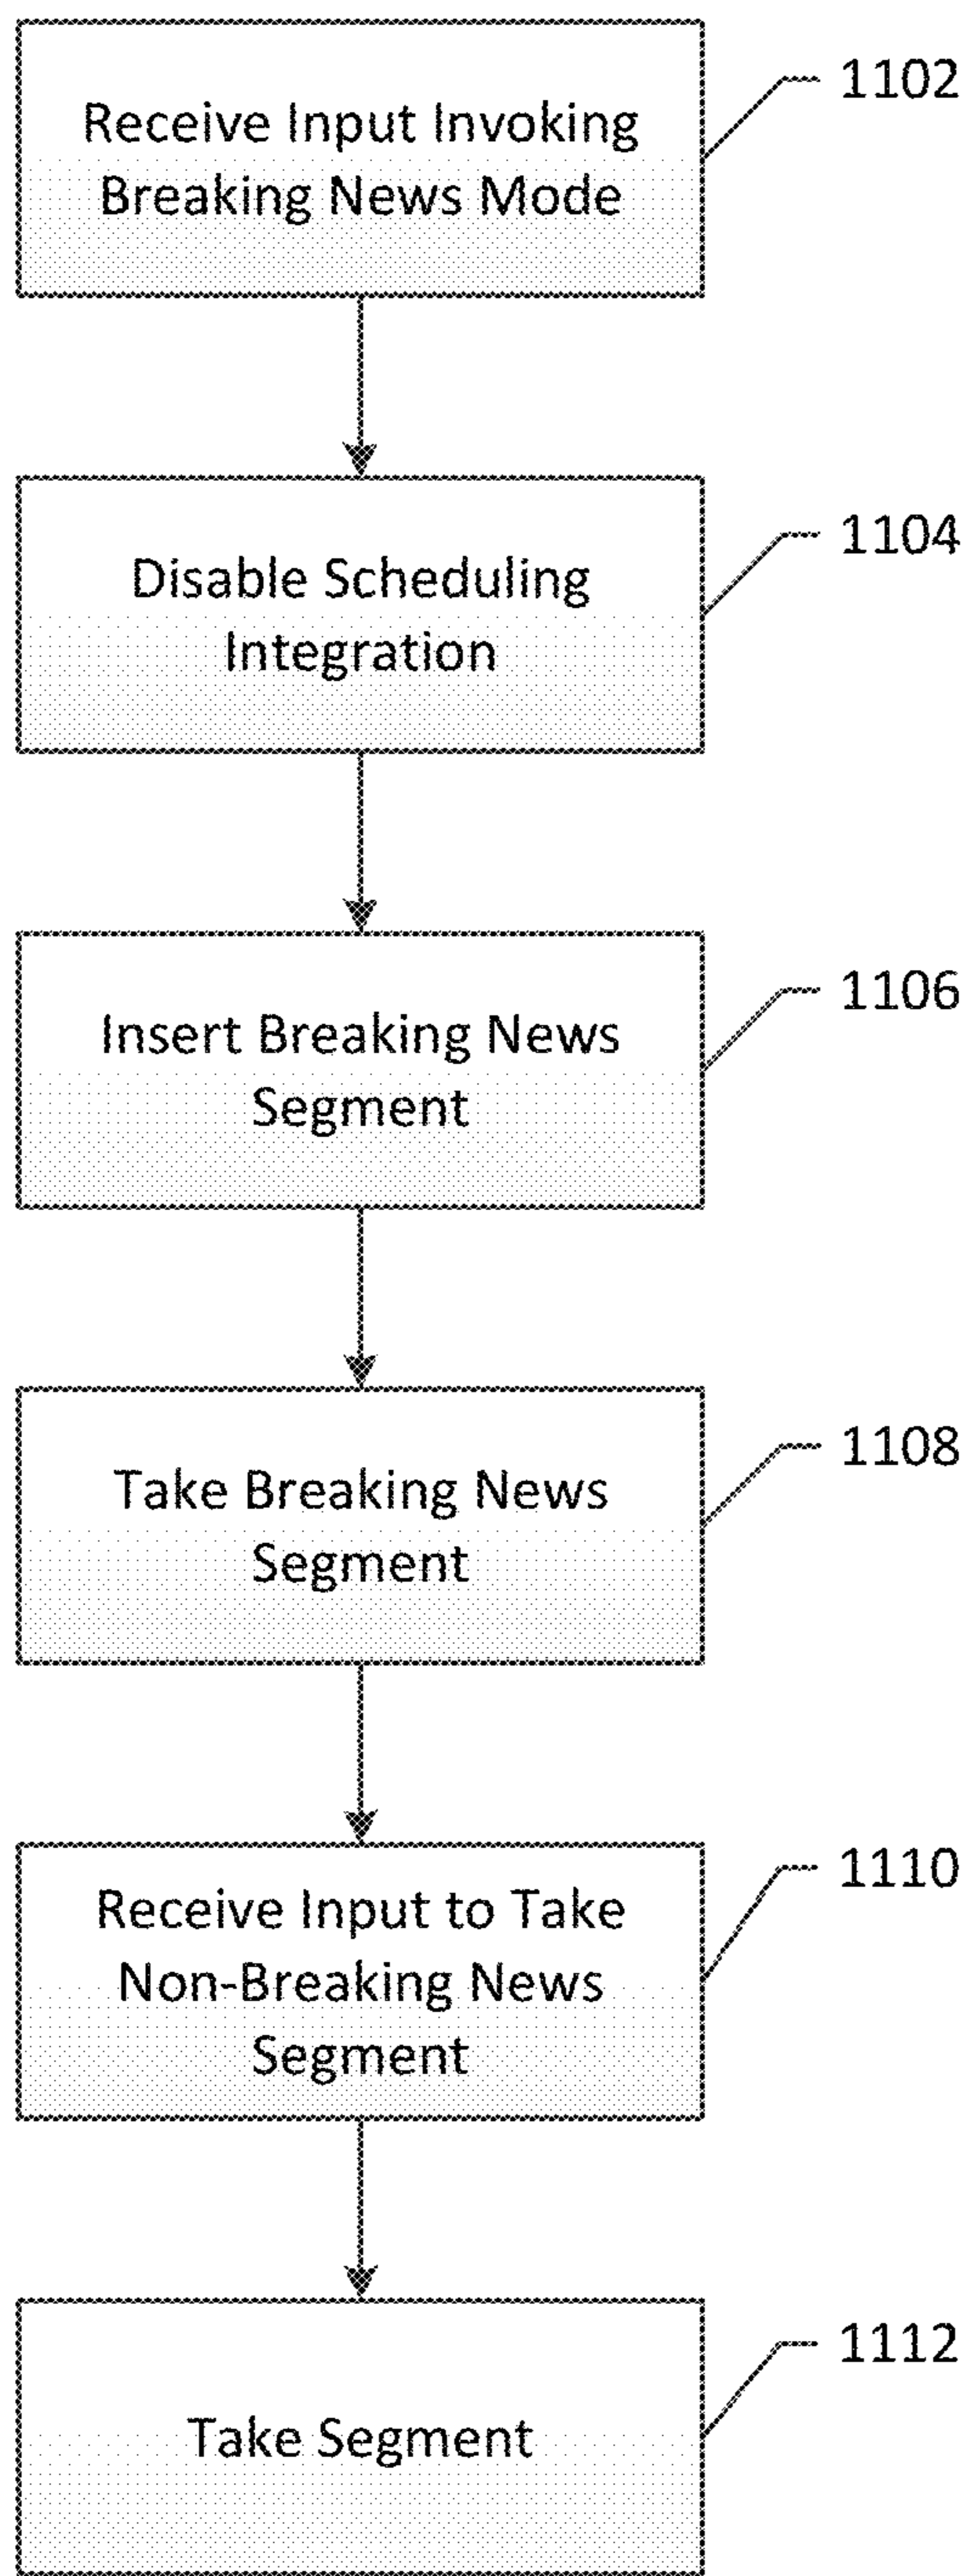 Receive Input Invoking
Breaking News Mode
1102
Disable Scheduling
Integration
1104
Insert Breaking News
Segment
1106
Take Breaking News
Segment
1108
Receive Input to Take
Non-Breaking News
Segment
1110
Take Segment
1112